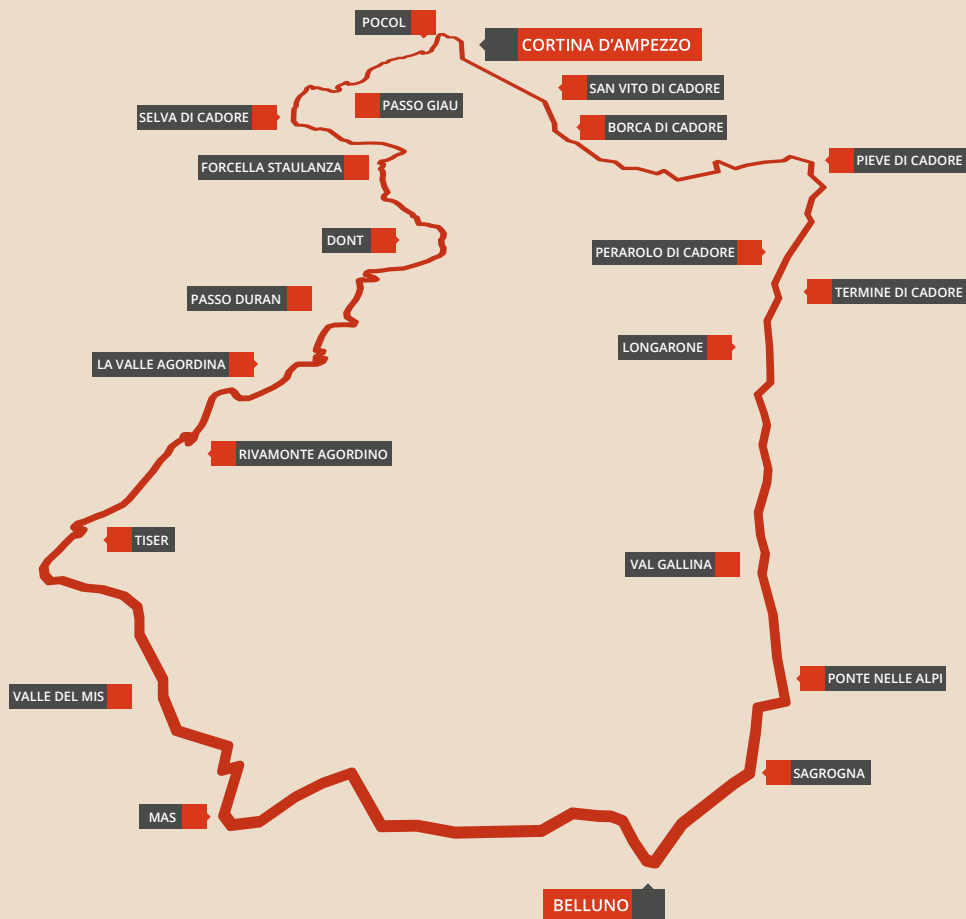 POCOL
CORTINA D'AMPEZZO
SAN VITO DI CADORE
PASSO GIAU
SELVA DI CADORE
BORCA DI CADORE
PIEVE DI CADORE
FORCELLA STAULANZA
DONT
PERAROLO DI CADORE
TERMINE DI CADORE
PASSO DURAN
LONGARONE
LA VALLE AGORDINA
RIVAMONTE AGORDINO
TISER
VAL GALLINA
PONTE NELLE ALPI
VALLE DEL MIS
SAGROGNA
MAS
BELLUNO